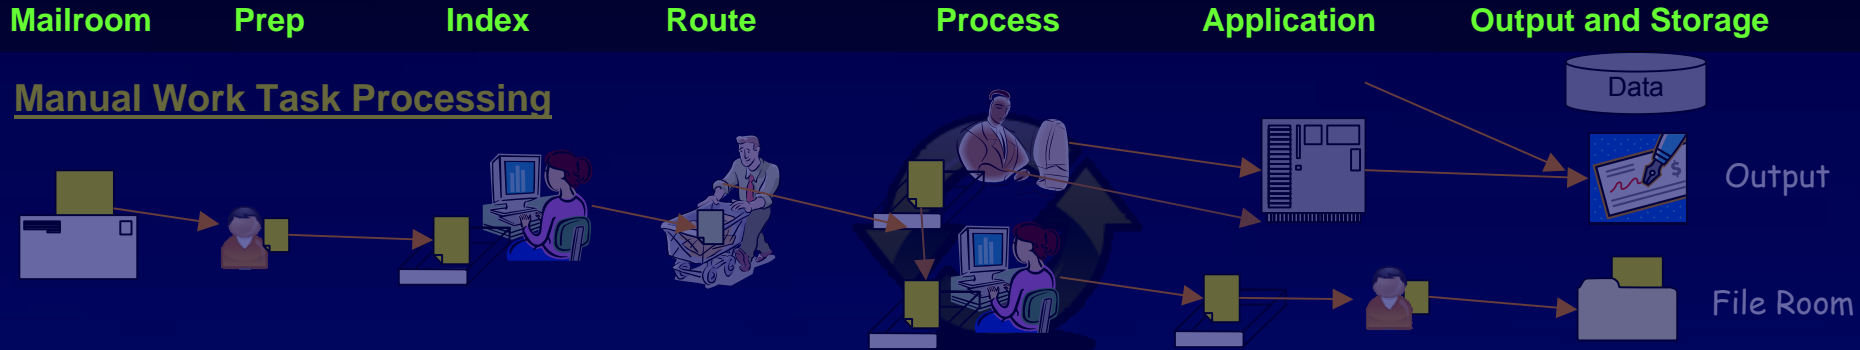 Mailroom Prep Index Route Process Application Output and Storage
Manual Work Task Processing
Data
$
Output
File Room